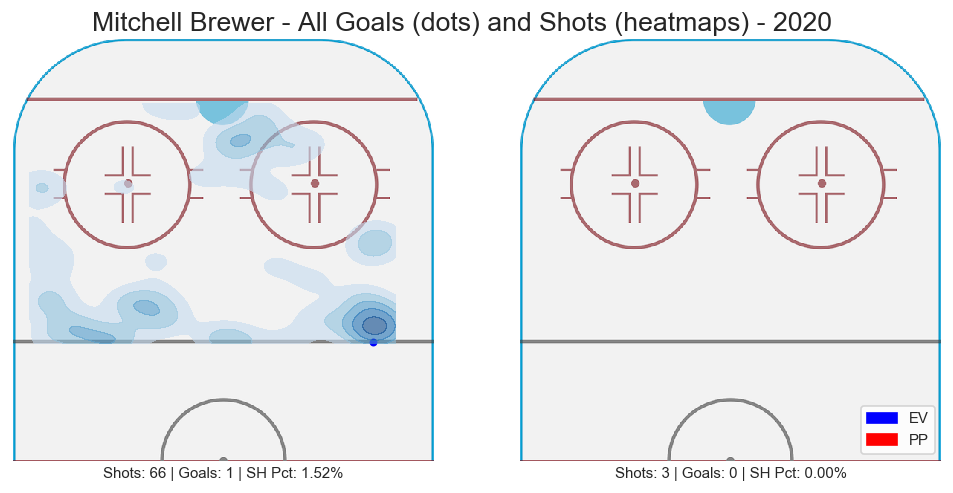 Mitchell Brewer - All Goals (dots) and Shots (heatmaps) - 2020
EV
PP
Shots: 66 | Goals: 1 | SH Pct: 1.52%
Shots: 3 | Goals: 0 | SH Pct: 0.00%